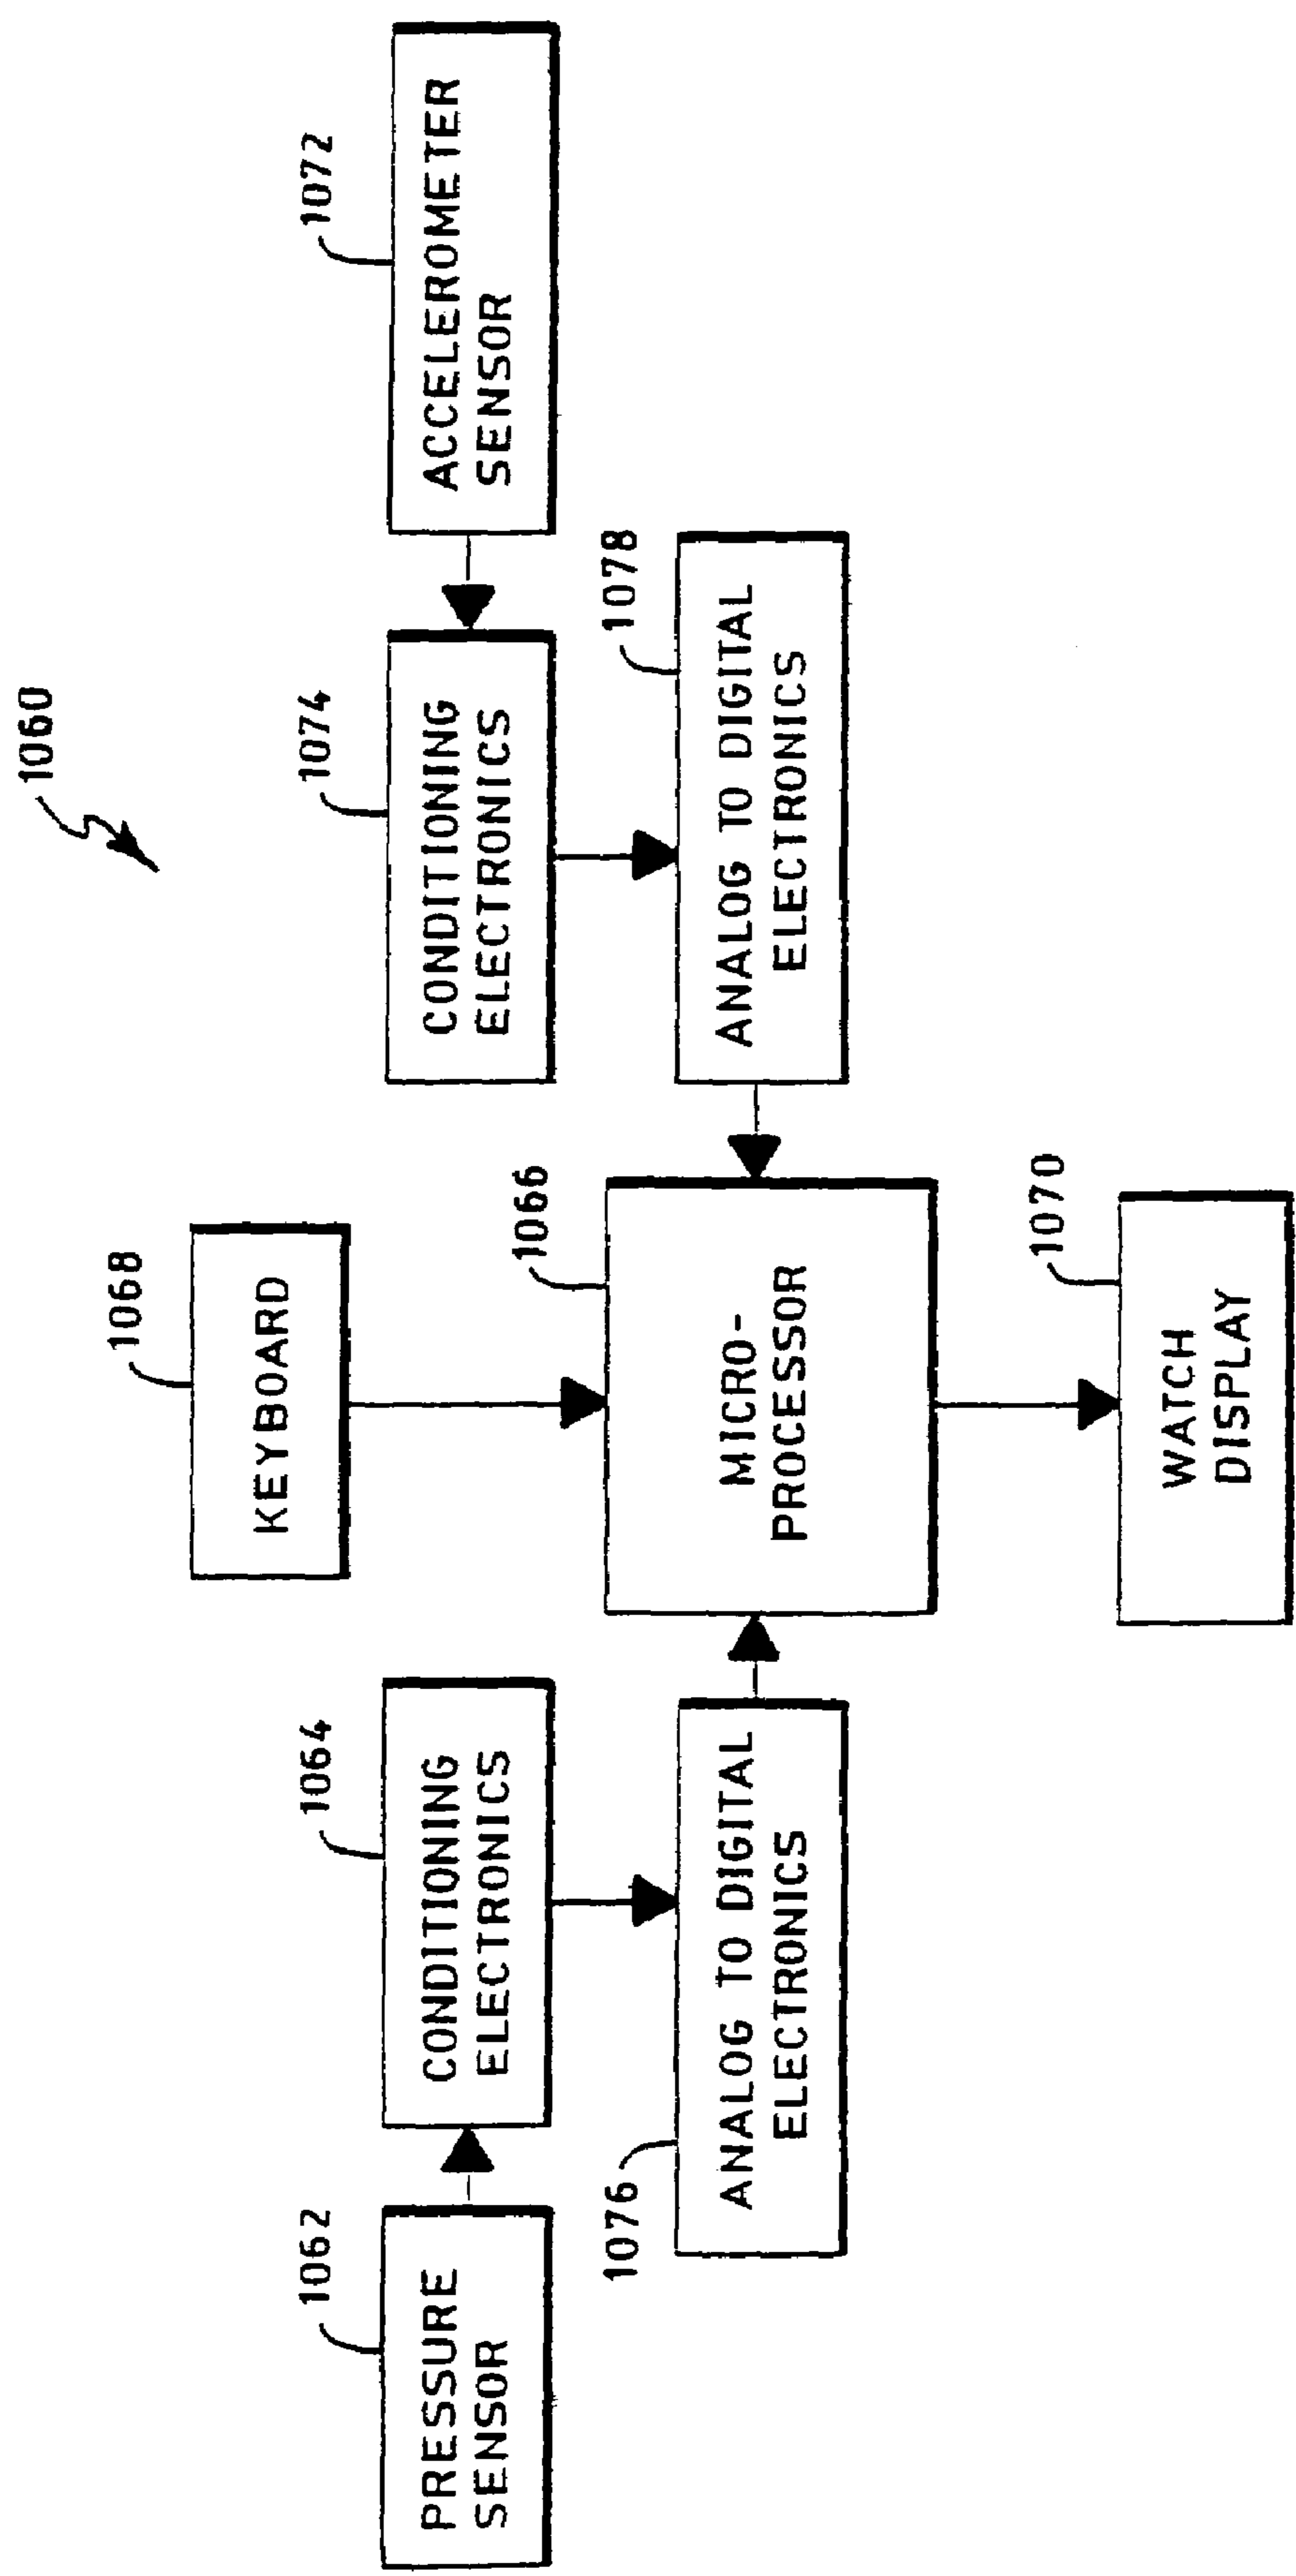 1060
1068
KEYBOARD
1062
PRESSURE
SENSOR
1064
CONDITIONING
ELECTRONICS
1074
CONDITIONING
ELECTRONICS
1072
ACCELEROMETER
SENSOR
1076
ANALOG TO DIGITAL
ELECTRONICS
1066
MICRO-
PROCESSOR
1078
ANALOG TO DIGITAL
ELECTRONICS
1070
WATCH
DISPLAY